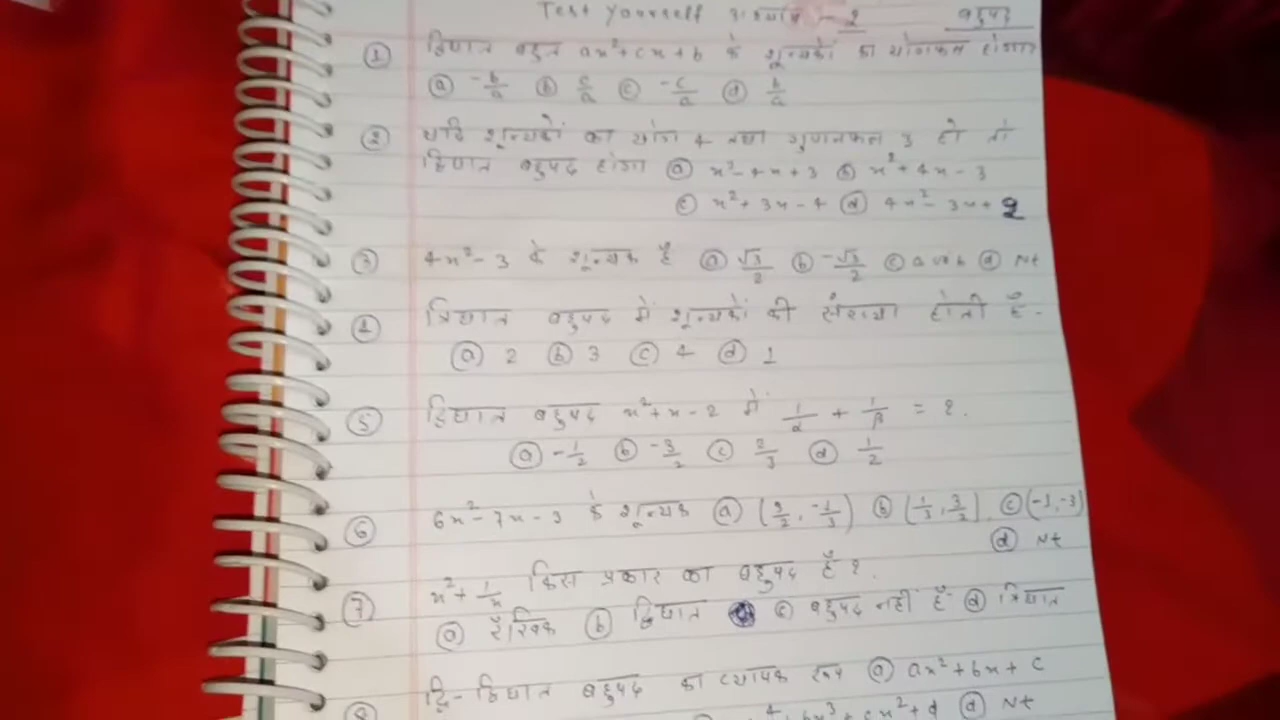 Test Yourself अध्याय - 2 बहुपद
① द्विघात बहुपद ax²+cx+b के शून्यकों का योगफल होगा
ⓐ -b/a ⓑ c/a ⓒ -c/a ⓓ b/a
② यदि शून्यकों का योग 4 तथा गुणनफल 3 हो तो
द्विघात बहुपद होगा ⓐ x²-4x+3 ⓑ x²+4x-3
ⓒ x²+3x-4 ⓓ 4x²-3x+2
③ 4x²-3 के शून्यक हैं ⓐ √3/2 ⓑ -√3/2 ⓒ a व b ⓓ Nt
④ त्रिघात बहुपद में शून्यकों की संख्या होती है -
ⓐ 2 ⓑ 3 ⓒ 4 ⓓ 1
⑤ द्विघात बहुपद x²+x-2 में 1/α + 1/β = ?.
ⓐ -1/2 ⓑ -3/2 ⓒ 2/3 ⓓ 1/2
⑥ 6x²-7x-3 के शून्यक ⓐ (3/2, -1/3) ⓑ (1/3, 3/2) ⓒ (-3,-3)
ⓓ Nt
⑦ x²+1/x किस प्रकार का बहुपद है ?.
ⓐ रैखिक ⓑ द्विघात ⓒ बहुपद नहीं है ⓓ त्रिघात
⑧ द्वि-द्विघात बहुपद का व्यापक रूप ⓐ ax²+bx+c
bx³+cx²+d ⓓ Nt